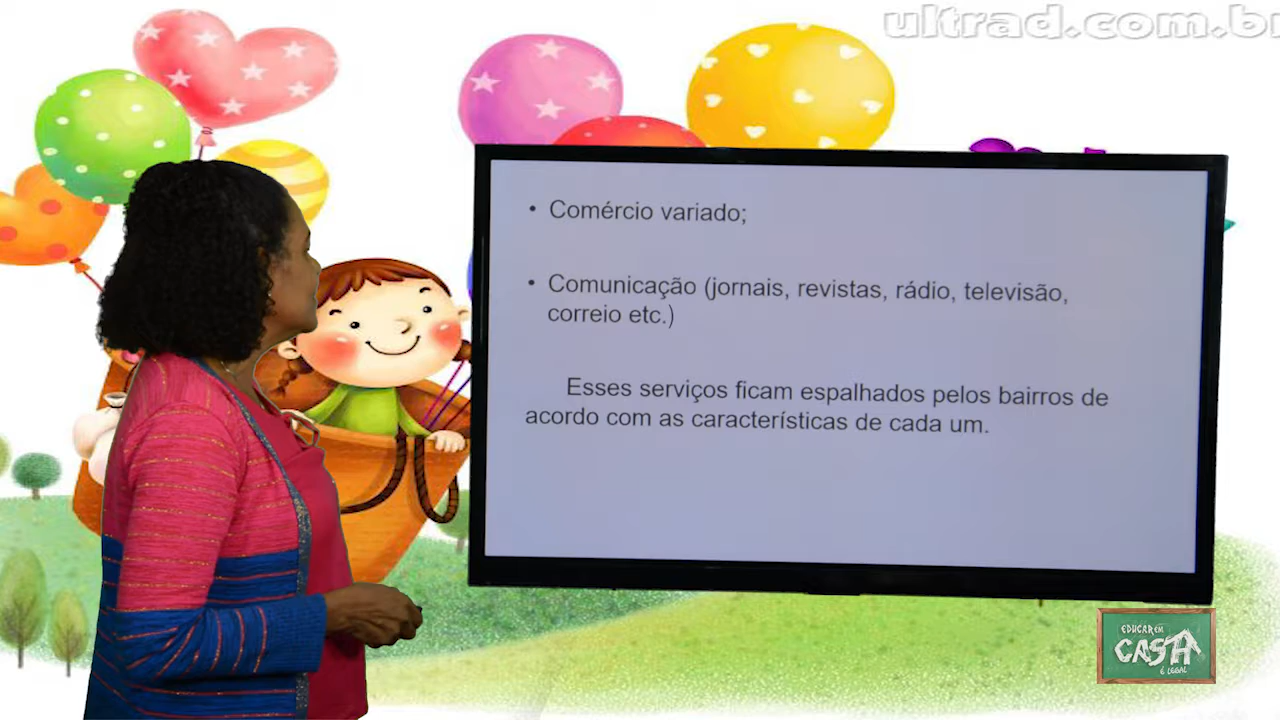 ultrad.com.br
• Comércio variado;
• Comunicação (jornais, revistas, rádio, televisão,
correio etc.)
Esses serviços ficam espalhados pelos bairros de
acordo com as características de cada um.
EDUCAR EM
CASA
É LEGAL